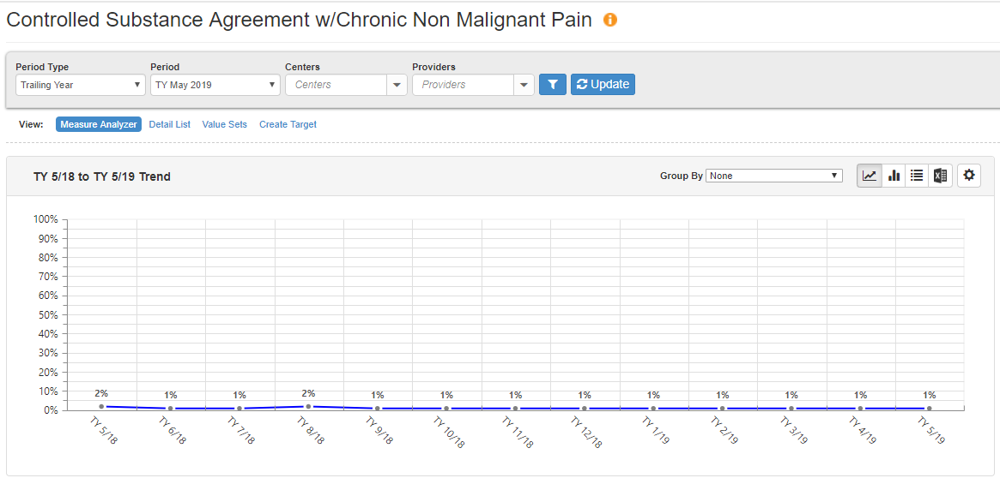 Controlled Substance Agreement w/Chronic Non Malignant Pain
Period Type Period Centers Providers
Trailing Year TY May 2019 Centers Providers Update
View: Measure Analyzer Detail List Value Sets Create Target
TY 5/18 to TY 5/19 Trend Group By None
100%
90%
80%
70%
60%
50%
40%
30%
20%
10%
0%
2% 1% 1% 2% 1% 1% 1% 1% 1% 1% 1% 1% 1%
TY 5/18 TY 6/18 TY 7/18 TY 8/18 TY 9/18 TY 10/18 TY 11/18 TY 12/18 TY 1/19 TY 2/19 TY 3/19 TY 4/19 TY 5/19